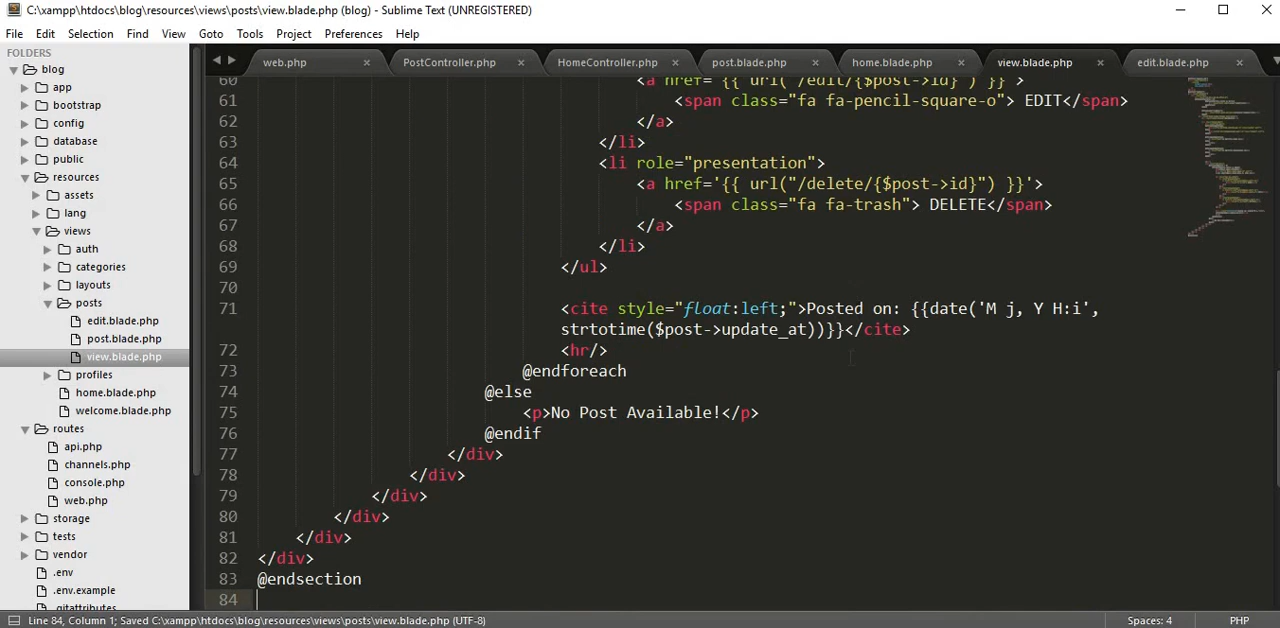 C:\xampp\htdocs\blog\resources\views\posts\view.blade.php (blog) - Sublime Text (UNREGISTERED)
File Edit Selection Find View Goto Tools Project Preferences Help
FOLDERS
blog
app
bootstrap
config
database
public
resources
assets
lang
views
auth
categories
layouts
posts
edit.blade.php
post.blade.php
view.blade.php
profiles
home.blade.php
welcome.blade.php
routes
api.php
channels.php
console.php
web.php
storage
tests
vendor
.env
.env.example
.gitattributes
web.php PostController.php HomeController.php post.blade.php home.blade.php view.blade.php edit.blade.php
60 <a href='{{ url("/edit/{$post->id}") }}'>
61 <span class="fa fa-pencil-square-o"> EDIT</span>
62 </a>
63 </li>
64 <li role="presentation">
65 <a href='{{ url("/delete/{$post->id}") }}'>
66 <span class="fa fa-trash"> DELETE</span>
67 </a>
68 </li>
69 </ul>
70
71 <cite style="float:left;">Posted on: {{date('M j, Y H:i',
strtotime($post->update_at))}}</cite>
72 <hr/>
73 @endforeach
74 @else
75 <p>No Post Available!</p>
76 @endif
77 </div>
78 </div>
79 </div>
80 </div>
81 </div>
82 </div>
83 @endsection
84
Line 84, Column 1; Saved C:\xampp\htdocs\blog\resources\views\posts\view.blade.php (UTF-8) Spaces: 4 PHP